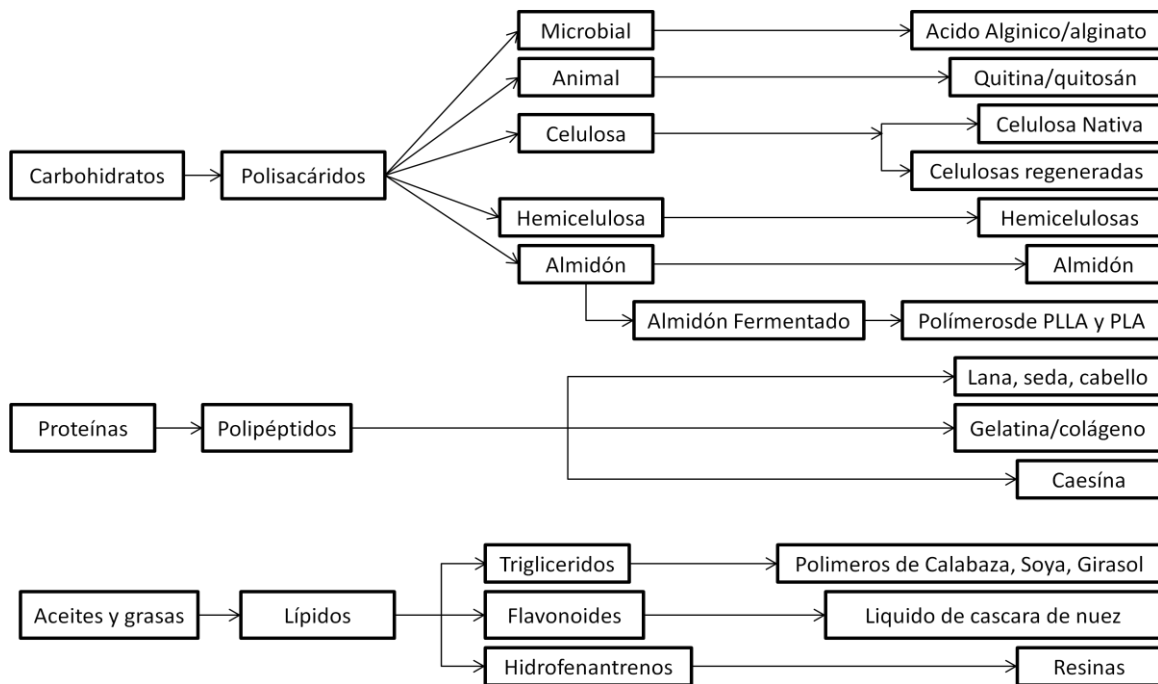 Microbial
Acido Alginico/alginato
Animal
Quitina/quitosán
Celulosa
Celulosa Nativa
Celulosas regeneradas
Carbohidratos
Polisacáridos
Hemicelulosa
Hemicelulosas
Almidón
Almidón
Almidón Fermentado
Polímerosde PLLA y PLA
Lana, seda, cabello
Proteínas
Polipéptidos
Gelatina/colágeno
Caesína
Trigliceridos
Polimeros de Calabaza, Soya, Girasol
Aceites y grasas
Lípidos
Flavonoides
Liquido de cascara de nuez
Hidrofenantrenos
Resinas